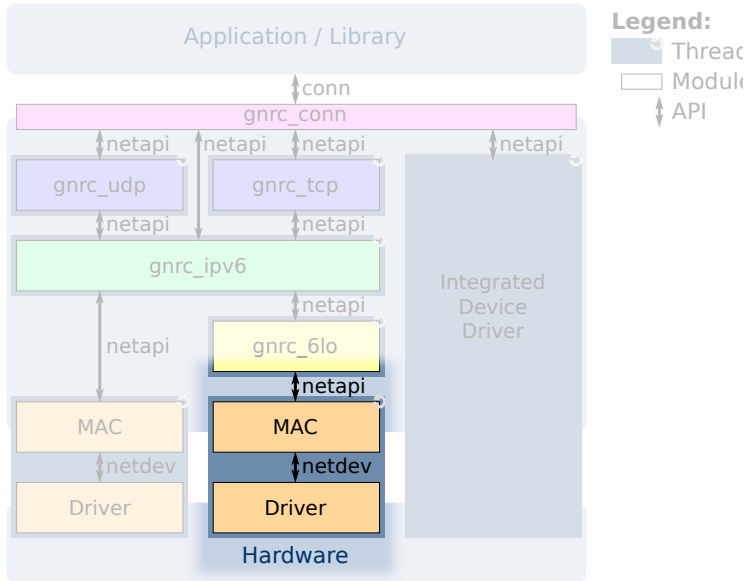 Application / Library
Legend:
Thread
Module
API
conn
gnrc_conn
netapi
netapi
netapi
netapi
gnrc_udp
gnrc_tcp
netapi
netapi
gnrc_ipv6
netapi
Integrated
Device
Driver
netapi
gnrc_6lo
netapi
MAC
MAC
netdev
netdev
Driver
Driver
Hardware